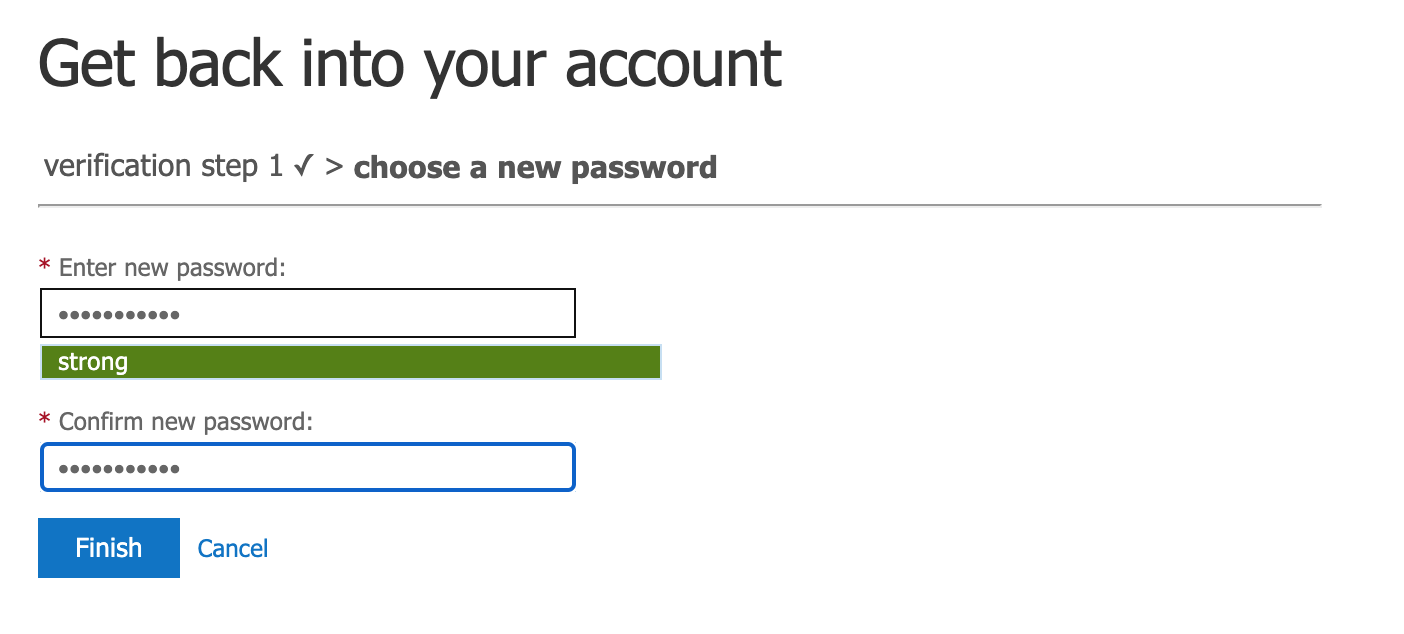 Get back into your account
verification step 1 ✓ > choose a new password
* Enter new password:
•••••••••••
strong
* Confirm new password:
•••••••••••
Finish Cancel